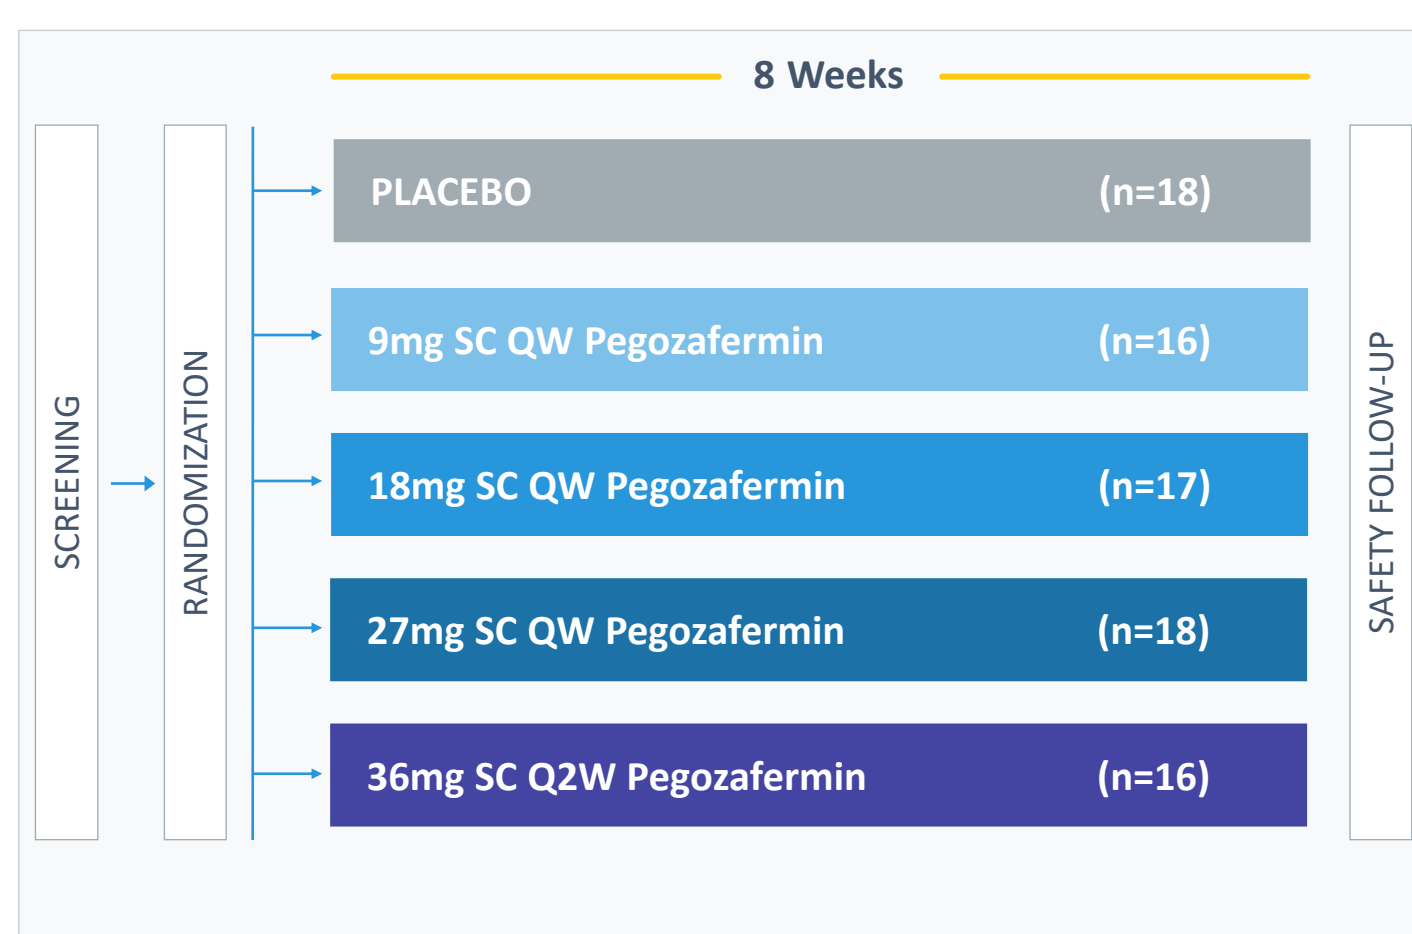 8 Weeks
SCREENING
RANDOMIZATION
PLACEBO (n=18)
9mg SC QW Pegozafermin (n=16)
18mg SC QW Pegozafermin (n=17)
27mg SC QW Pegozafermin (n=18)
36mg SC Q2W Pegozafermin (n=16)
SAFETY FOLLOW-UP